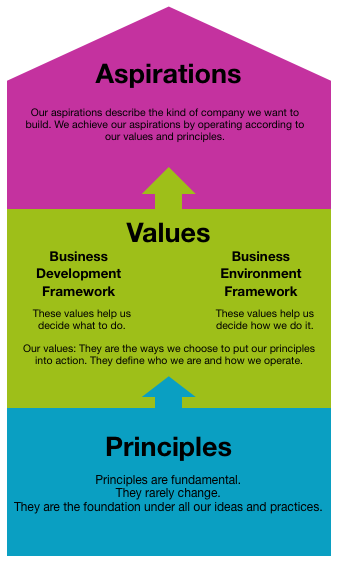 Aspirations
Our aspirations describe the kind of company we want to
build. We achieve our aspirations by operating according to
our values and principles.
Values
Business
Development
Framework
These values help us
decide what to do.
Business
Environment
Framework
These values help us
decide how we do it.
Our values: They are the ways we choose to put our principles
into action. They define who we are and how we operate.
Principles
Principles are fundamental.
They rarely change.
They are the foundation under all our ideas and practices.